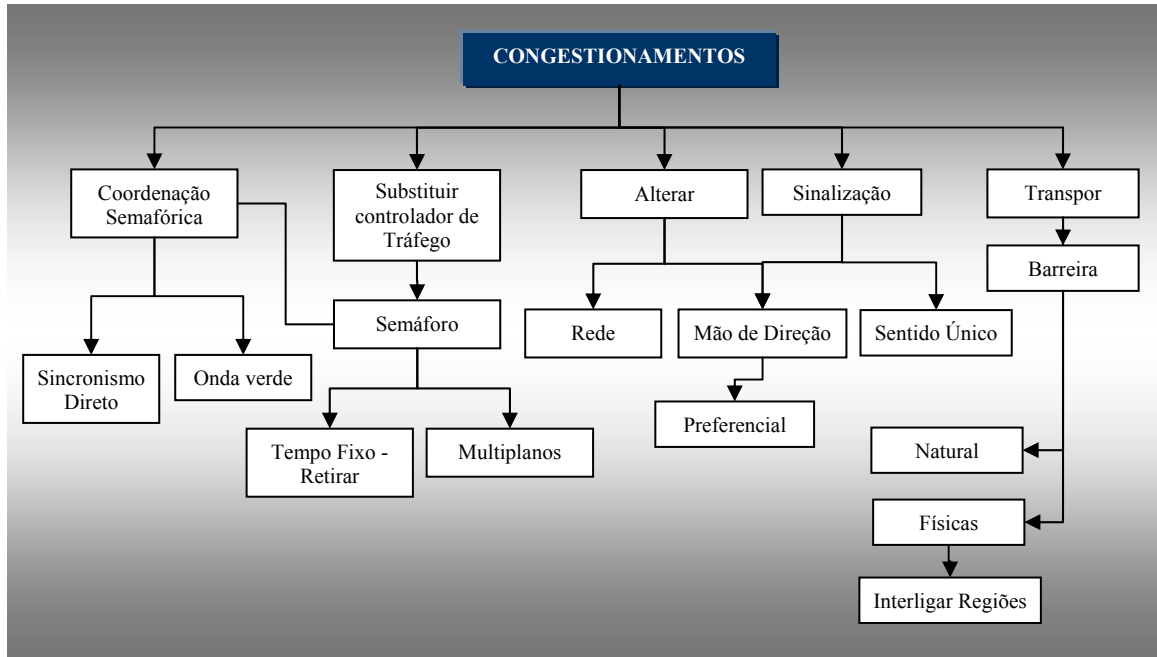 CONGESTIONAMENTOS
Coordenação
Semafórica
Substituir
controlador de
Tráfego
Alterar
Sinalização
Transpor
Barreira
Semáforo
Rede
Mão de Direção
Sentido Único
Sincronismo
Direto
Onda verde
Preferencial
Tempo Fixo -
Retirar
Multiplanos
Natural
Físicas
Interligar Regiões